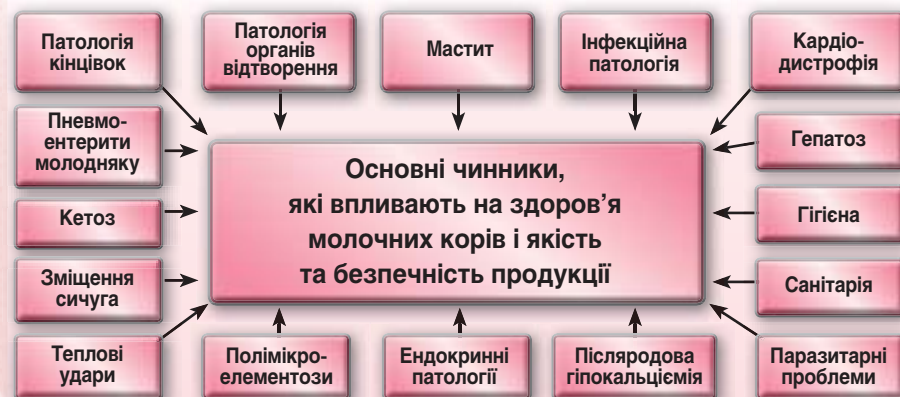 Патологія
кінцівок
Патологія
органів
відтворення
Мастит
Інфекційна
патологія
Кардіо-
дистрофія
Пневмо-
ентерити
молодняку
Гепатоз
Основні чинники,
які впливають на здоров’я
молочних корів і якість
та безпечність продукції
Кетоз
Гігієна
Зміщення
сичуга
Санітарія
Теплові
удари
Полімікро-
елементози
Ендокринні
патології
Післяродова
гіпокальціємія
Паразитарні
проблеми